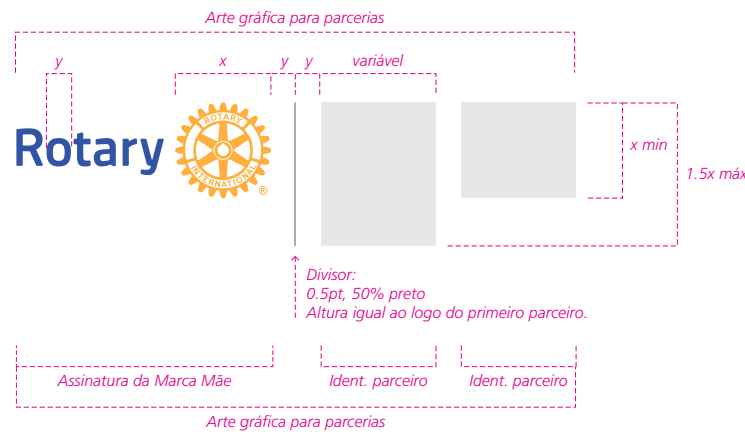 Arte gráfica para parcerias
y
x
y
y
variável
Rotary
ROTARY
INTERNATIONAL
®
x min
1.5x máx
Divisor:
0.5pt, 50% preto
Altura igual ao logo do primeiro parceiro.
Assinatura da Marca Mãe
Ident. parceiro
Ident. parceiro
Arte gráfica para parcerias